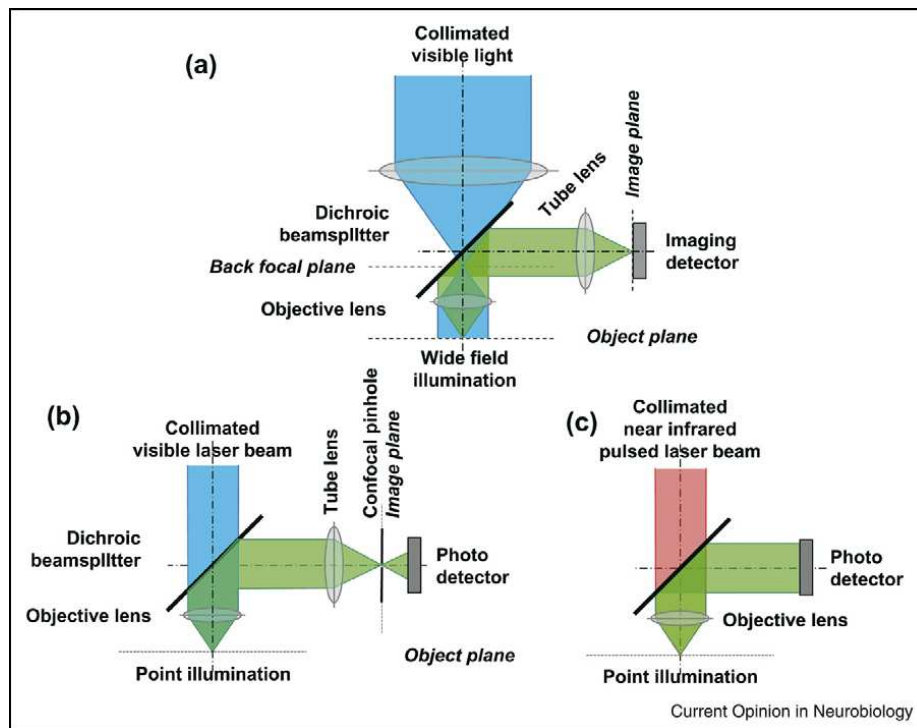 (a)
Collimated
visible light
Image plane
Tube lens
Dichroic
beamsplItter
Imaging
detector
Back focal plane
Objective lens
Object plane
Wide field
illumination
(b)
Collimated
visible laser beam
Tube lens
Confocal pinhole
Image plane
Dichroic
beamsplItter
Photo
detector
Objective lens
Object plane
Point illumination
(c)
Collimated
near infrared
pulsed laser beam
Photo
detector
Objective lens
Point illumination
Current Opinion in Neurobiology